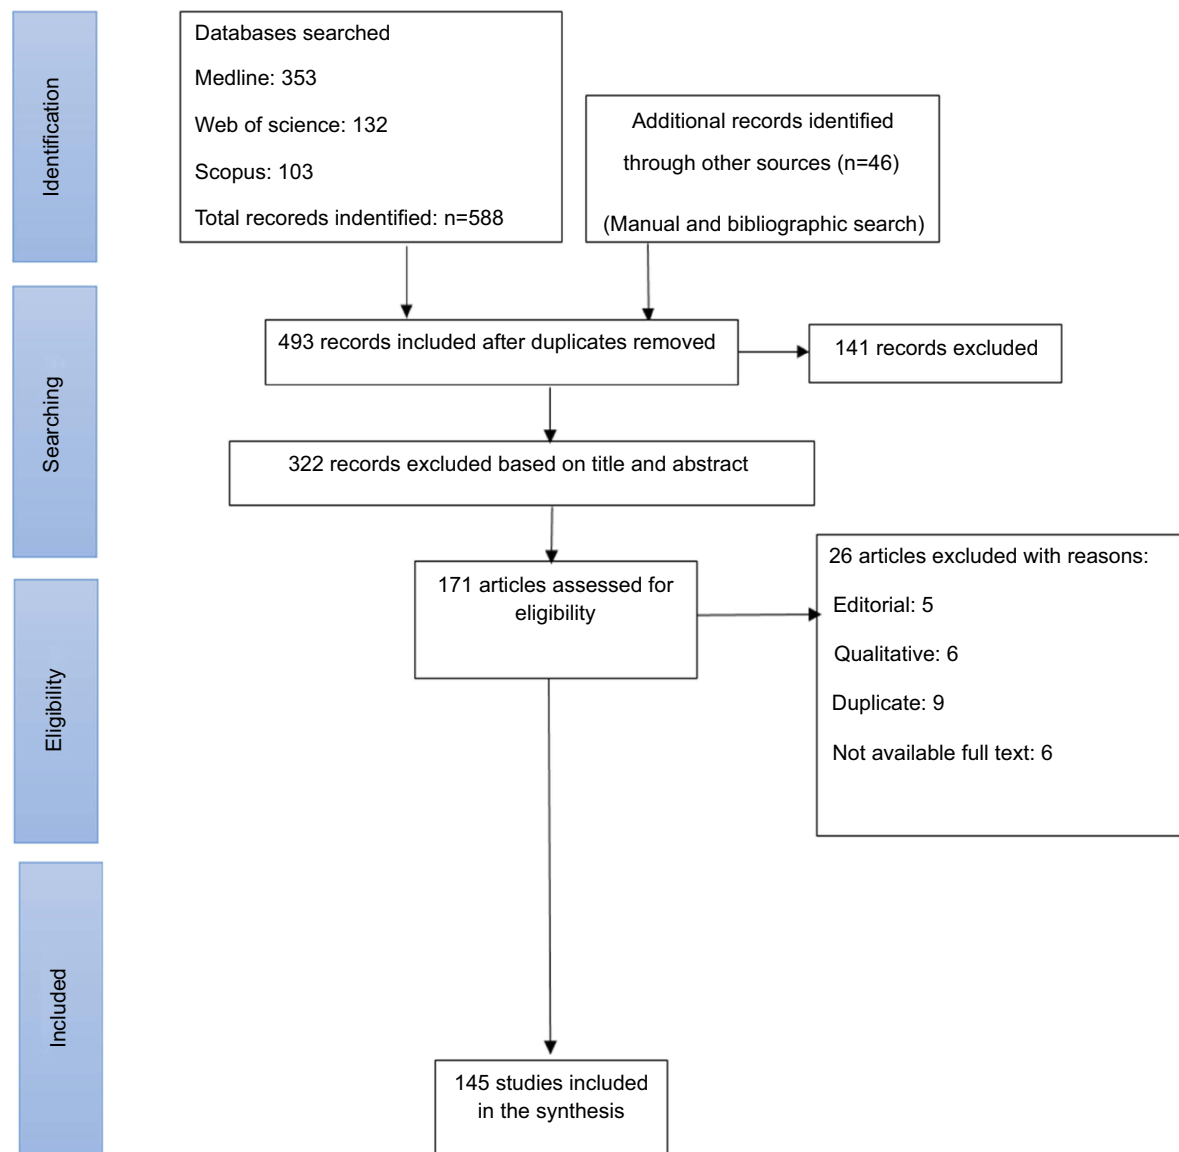 Identification
Databases searched
Medline: 353
Web of science: 132
Scopus: 103
Total recoreds indentified: n=588
Additional records identified
through other sources (n=46)
(Manual and bibliographic search)
Searching
493 records included after duplicates removed
141 records excluded
322 records excluded based on title and abstract
Eligibility
171 articles assessed for
eligibility
26 articles excluded with reasons:
Editorial: 5
Qualitative: 6
Duplicate: 9
Not available full text: 6
Included
145 studies included
in the synthesis